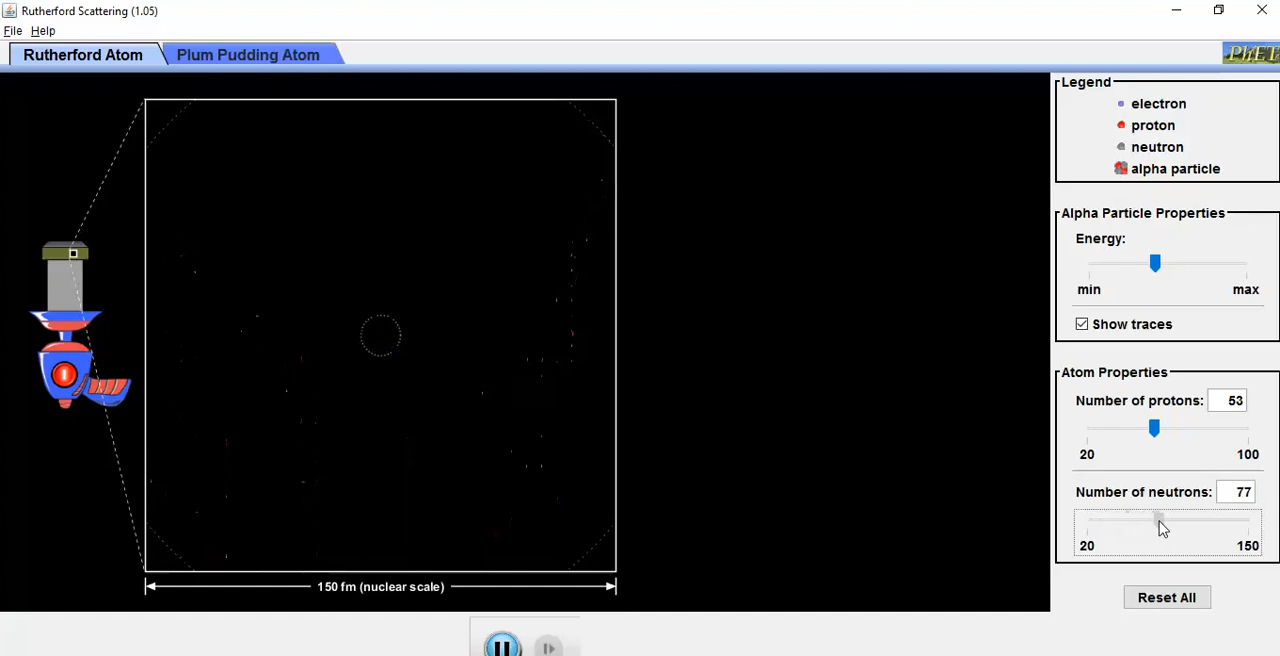 Rutherford Scattering (1.05)
File Help
Rutherford Atom Plum Pudding Atom
PhET
Legend
electron
proton
neutron
alpha particle
Alpha Particle Properties
Energy:
min max
Show traces
Atom Properties
Number of protons: 53
20 100
Number of neutrons: 77
20 150
Reset All
150 fm (nuclear scale)